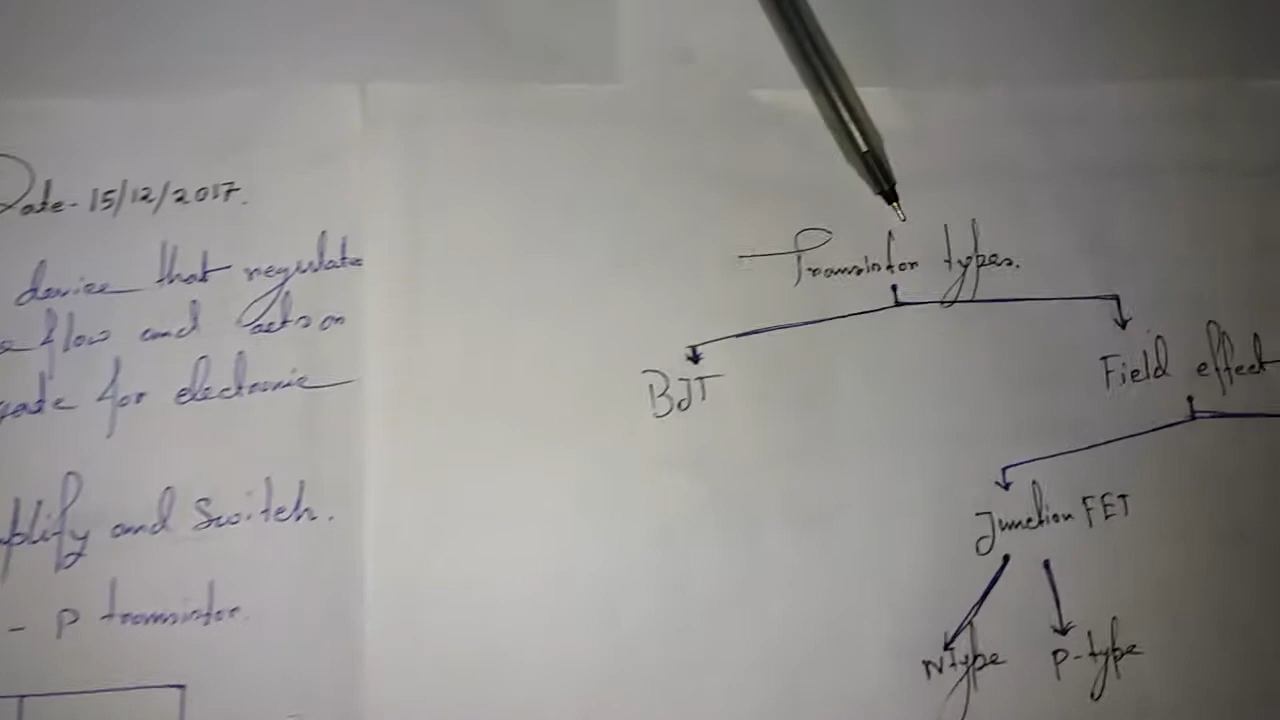 Date- 15/12/2017.
device that regulate
flow and acts on
gate for electronic
amplify and switch.
- P transistor.
Transistor types.
BJT
Field effect
Junction FET
N type
P-type